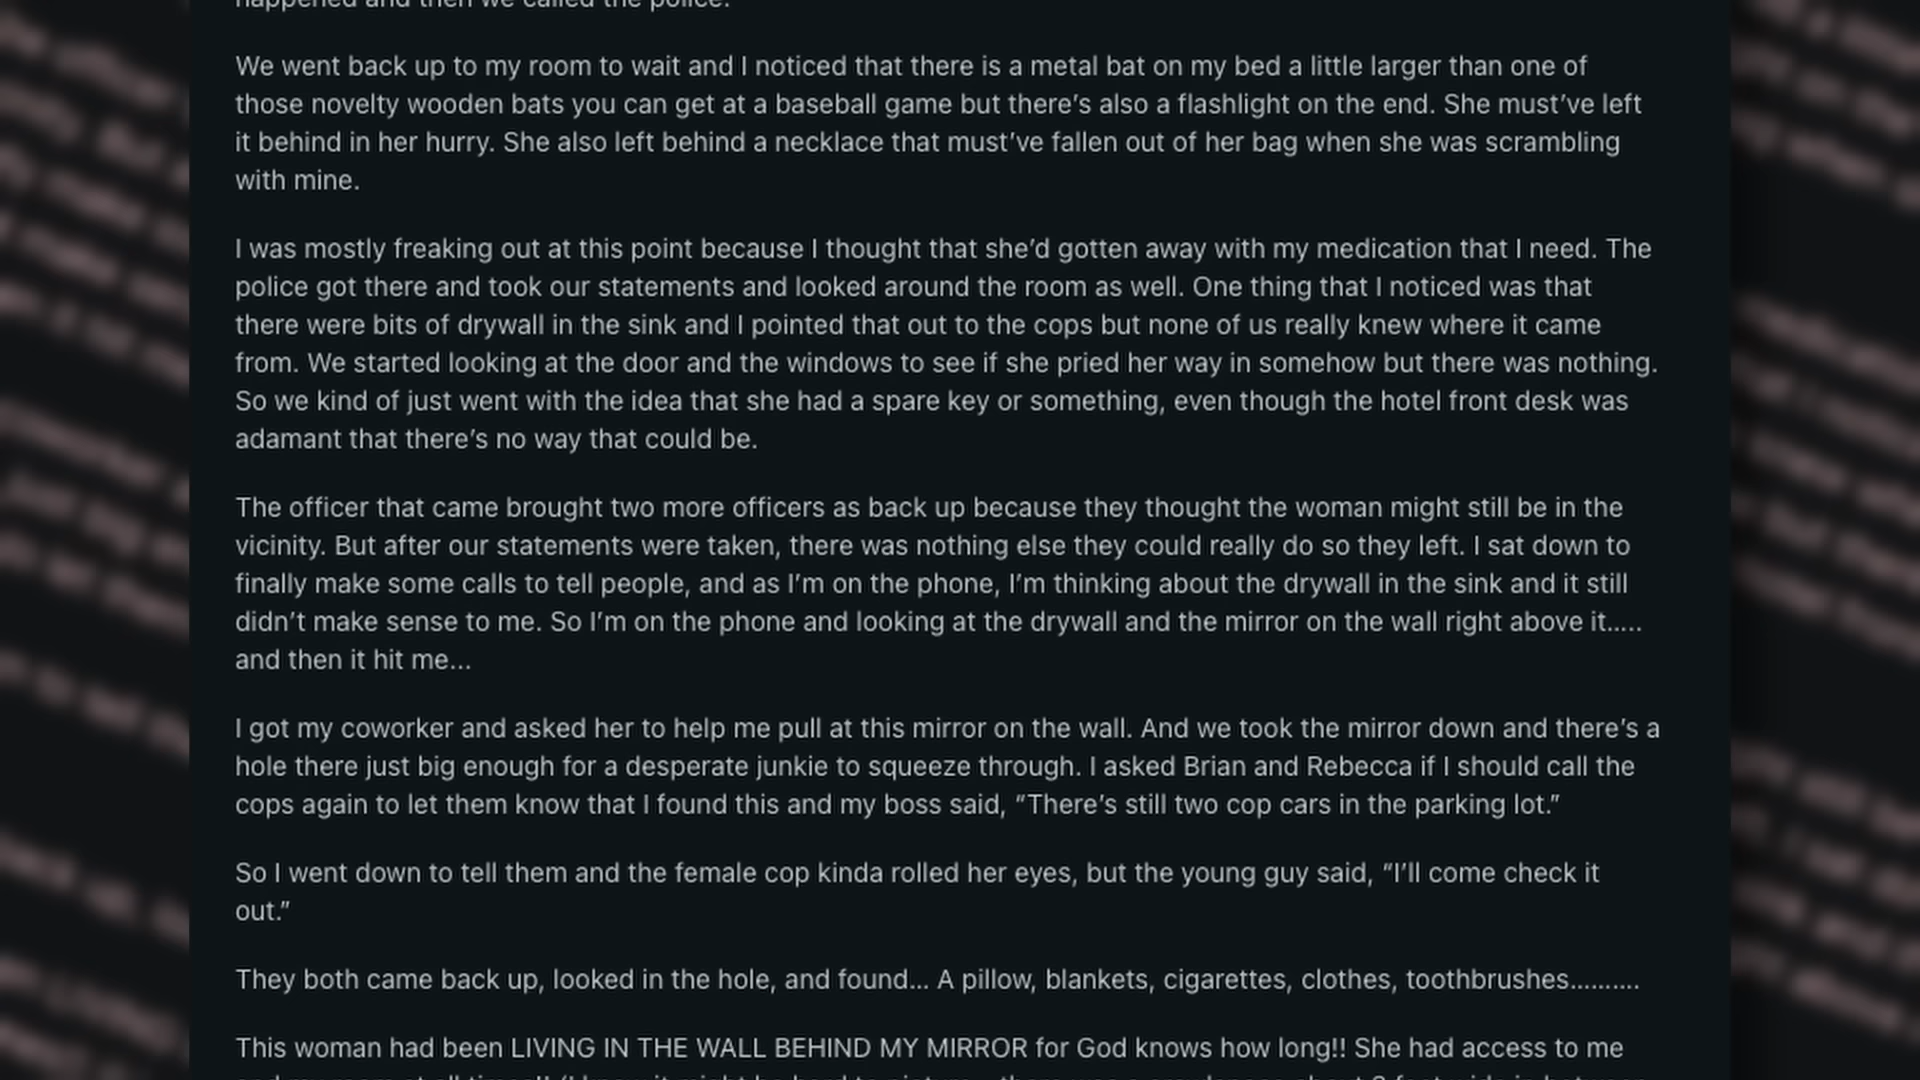 happened and then we called the police.
We went back up to my room to wait and I noticed that there is a metal bat on my bed a little larger than one of
those novelty wooden bats you can get at a baseball game but there’s also a flashlight on the end. She must’ve left
it behind in her hurry. She also left behind a necklace that must’ve fallen out of her bag when she was scrambling
with mine.
I was mostly freaking out at this point because I thought that she’d gotten away with my medication that I need. The
police got there and took our statements and looked around the room as well. One thing that I noticed was that
there were bits of drywall in the sink and I pointed that out to the cops but none of us really knew where it came
from. We started looking at the door and the windows to see if she pried her way in somehow but there was nothing.
So we kind of just went with the idea that she had a spare key or something, even though the hotel front desk was
adamant that there’s no way that could be.
The officer that came brought two more officers as back up because they thought the woman might still be in the
vicinity. But after our statements were taken, there was nothing else they could really do so they left. I sat down to
finally make some calls to tell people, and as I’m on the phone, I’m thinking about the drywall in the sink and it still
didn’t make sense to me. So I’m on the phone and looking at the drywall and the mirror on the wall right above it.....
and then it hit me...
I got my coworker and asked her to help me pull at this mirror on the wall. And we took the mirror down and there’s a
hole there just big enough for a desperate junkie to squeeze through. I asked Brian and Rebecca if I should call the
cops again to let them know that I found this and my boss said, “There’s still two cop cars in the parking lot.”
So I went down to tell them and the female cop kinda rolled her eyes, but the young guy said, “I’ll come check it
out.”
They both came back up, looked in the hole, and found... A pillow, blankets, cigarettes, clothes, toothbrushes..........
This woman had been LIVING IN THE WALL BEHIND MY MIRROR for God knows how long!! She had access to me